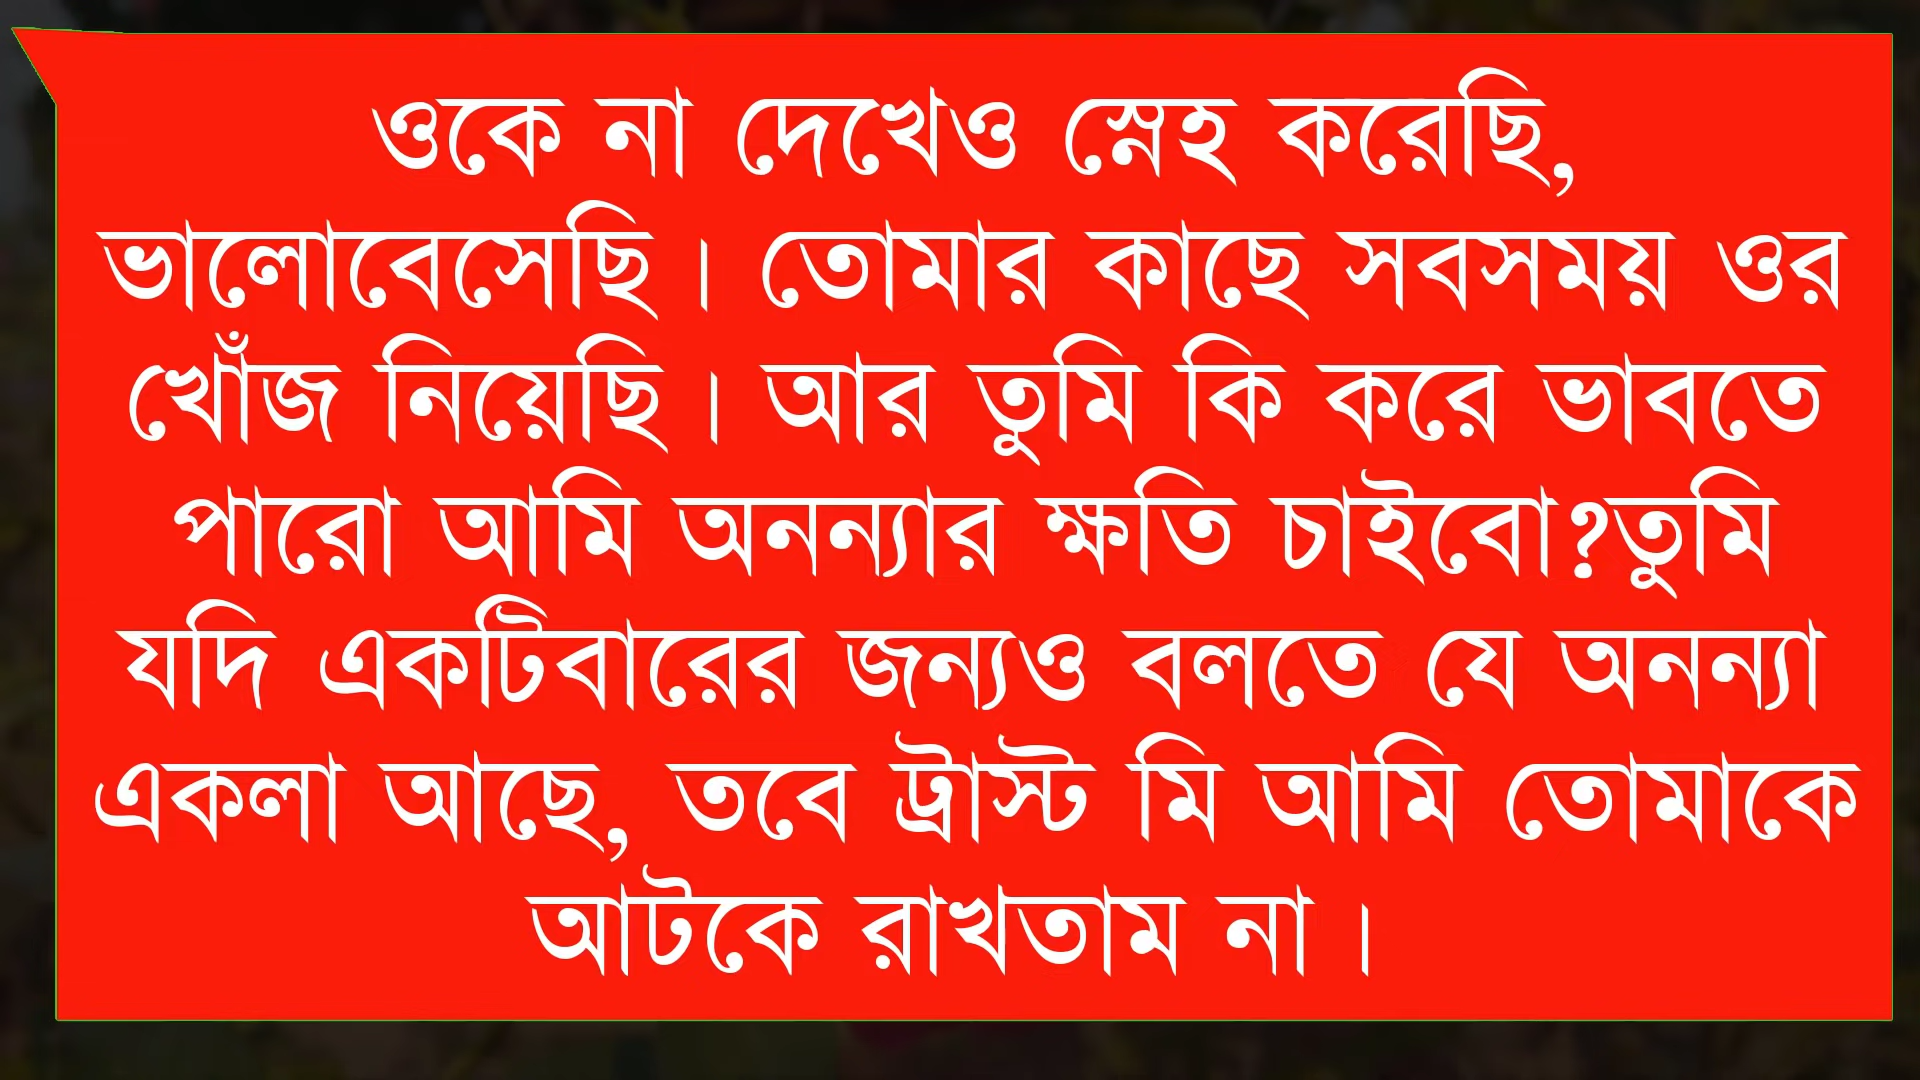 ওকে না দেখেও স্নেহ করেছি,
ভালোবেসেছি। তোমার কাছে সবসময় ওর
খোঁজ নিয়েছি। আর তুমি কি করে ভাবতে
পারো আমি অনন্যার ক্ষতি চাইবো?তুমি
যদি একটিবারের জন্যও বলতে যে অনন্যা
একলা আছে, তবে ট্রাস্ট মি আমি তোমাকে
আটকে রাখতাম না।